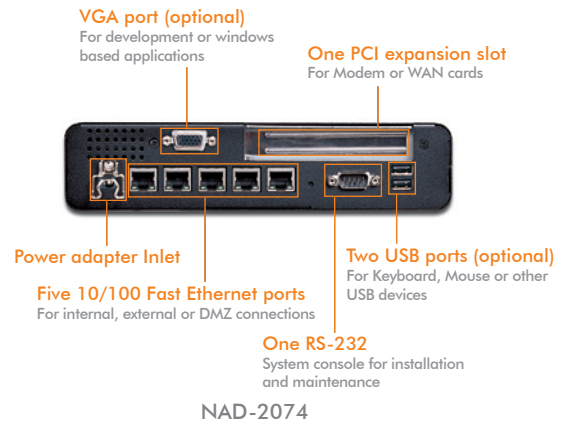 VGA port (optional)
For development or windows
based applications
One PCI expansion slot
For Modem or WAN cards
Power adapter Inlet
Two USB ports (optional)
For Keyboard, Mouse or other
USB devices
Five 10/100 Fast Ethernet ports
For internal, external or DMZ connections
One RS-232
System console for installation
and maintenance
NAD-2074